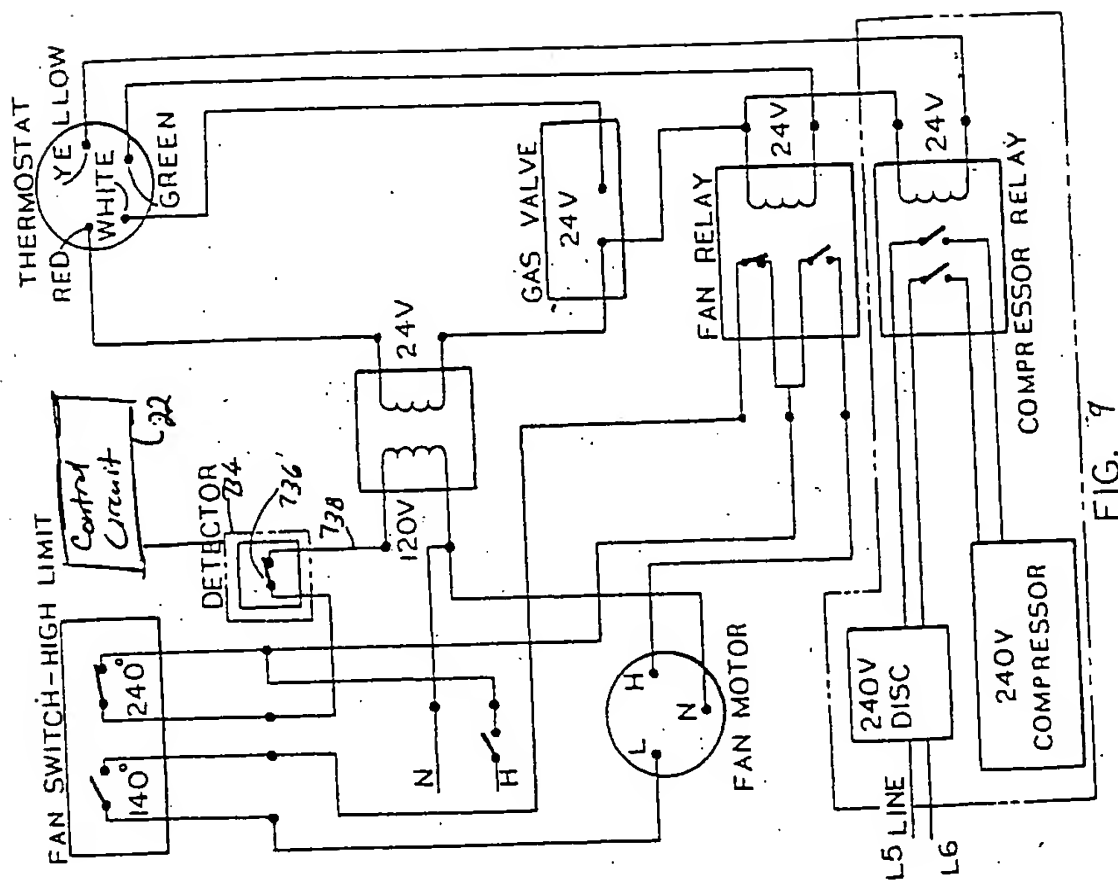 THERMOSTAT
RED
YE LLOW
WHITE
GREEN
Control
Circuit
22
FAN SWITCH-HIGH LIMIT
140°
240°
DETECTOR
734
736'
738
120V
24V
GAS VALVE
24V
FAN RELAY
24V
24V
COMPRESSOR RELAY
N
H
L
H
N
FAN MOTOR
240V
DISC
240V
COMPRESSOR
L5 LINE
L6
FIG. 9